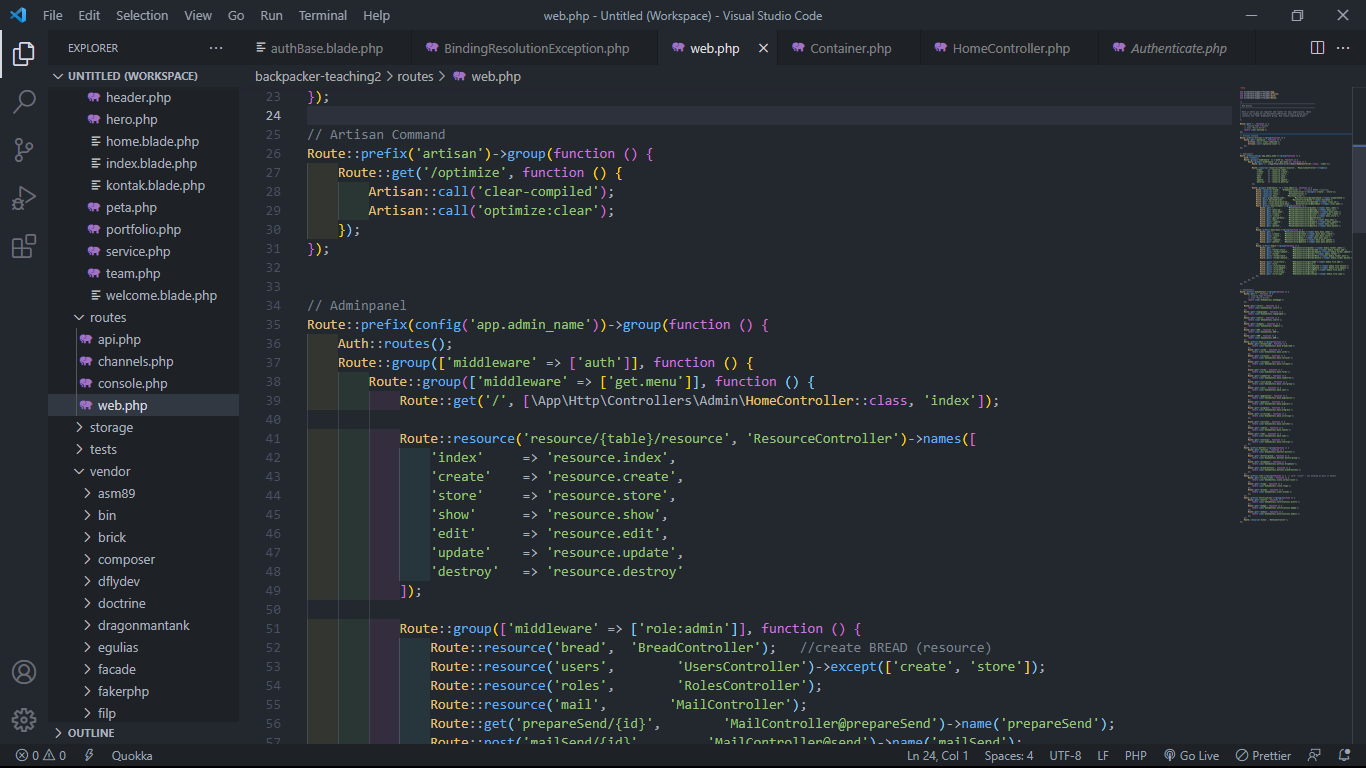 File Edit Selection View Go Run Terminal Help web.php - Untitled (Workspace) - Visual Studio Code
EXPLORER
authBase.blade.php BindingResolutionException.php web.php Container.php HomeController.php Authenticate.php
UNTITLED (WORKSPACE)
header.php
hero.php
home.blade.php
index.blade.php
kontak.blade.php
peta.php
portfolio.php
service.php
team.php
welcome.blade.php
routes
api.php
channels.php
console.php
web.php
storage
tests
vendor
asm89
bin
brick
composer
dflydev
doctrine
dragonmantank
egulias
facade
fakerphp
filp
OUTLINE
backpacker-teaching2 > routes > web.php
23 });
24
25 // Artisan Command
26 Route::prefix('artisan')->group(function () {
27 Route::get('/optimize', function () {
28 Artisan::call('clear-compiled');
29 Artisan::call('optimize:clear');
30 });
31 });
32
33
34 // Adminpanel
35 Route::prefix(config('app.admin_name'))->group(function () {
36 Auth::routes();
37 Route::group(['middleware' => ['auth']], function () {
38 Route::group(['middleware' => ['get.menu']], function () {
39 Route::get('/', [\App\Http\Controllers\Admin\HomeController::class, 'index']);
40
41 Route::resource('resource/{table}/resource', 'ResourceController')->names([
42 'index' => 'resource.index',
43 'create' => 'resource.create',
44 'store' => 'resource.store',
45 'show' => 'resource.show',
46 'edit' => 'resource.edit',
47 'update' => 'resource.update',
48 'destroy' => 'resource.destroy'
49 ]);
50
51 Route::group(['middleware' => ['role:admin']], function () {
52 Route::resource('bread', 'BreadController'); //create BREAD (resource)
53 Route::resource('users', 'UsersController')->except(['create', 'store']);
54 Route::resource('roles', 'RolesController');
55 Route::resource('mail', 'MailController');
56 Route::get('prepareSend/{id}', 'MailController@prepareSend')->name('prepareSend');
57 Route::post('mailSend/{id}', 'MailController@send')->name('mailSend');
0 0 Quokka Ln 24, Col 1 Spaces: 4 UTF-8 LF PHP Go Live Prettier